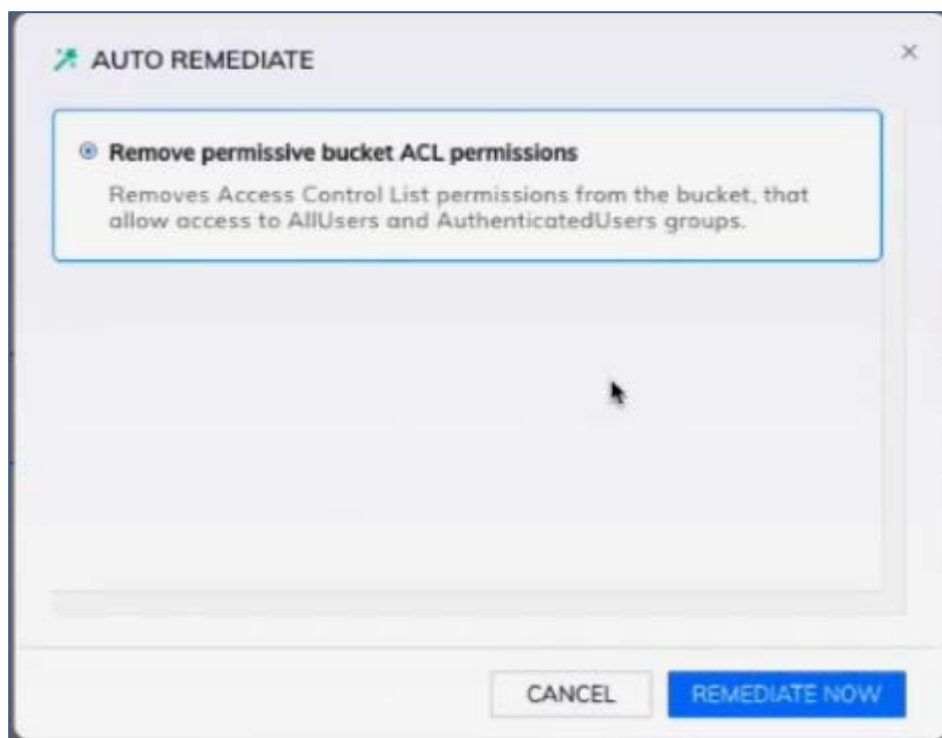 AUTO REMEDIATE
Remove permissive bucket ACL permissions
Removes Access Control List permissions from the bucket, that
allow access to AllUsers and AuthenticatedUsers groups.
CANCEL
REMEDIATE NOW